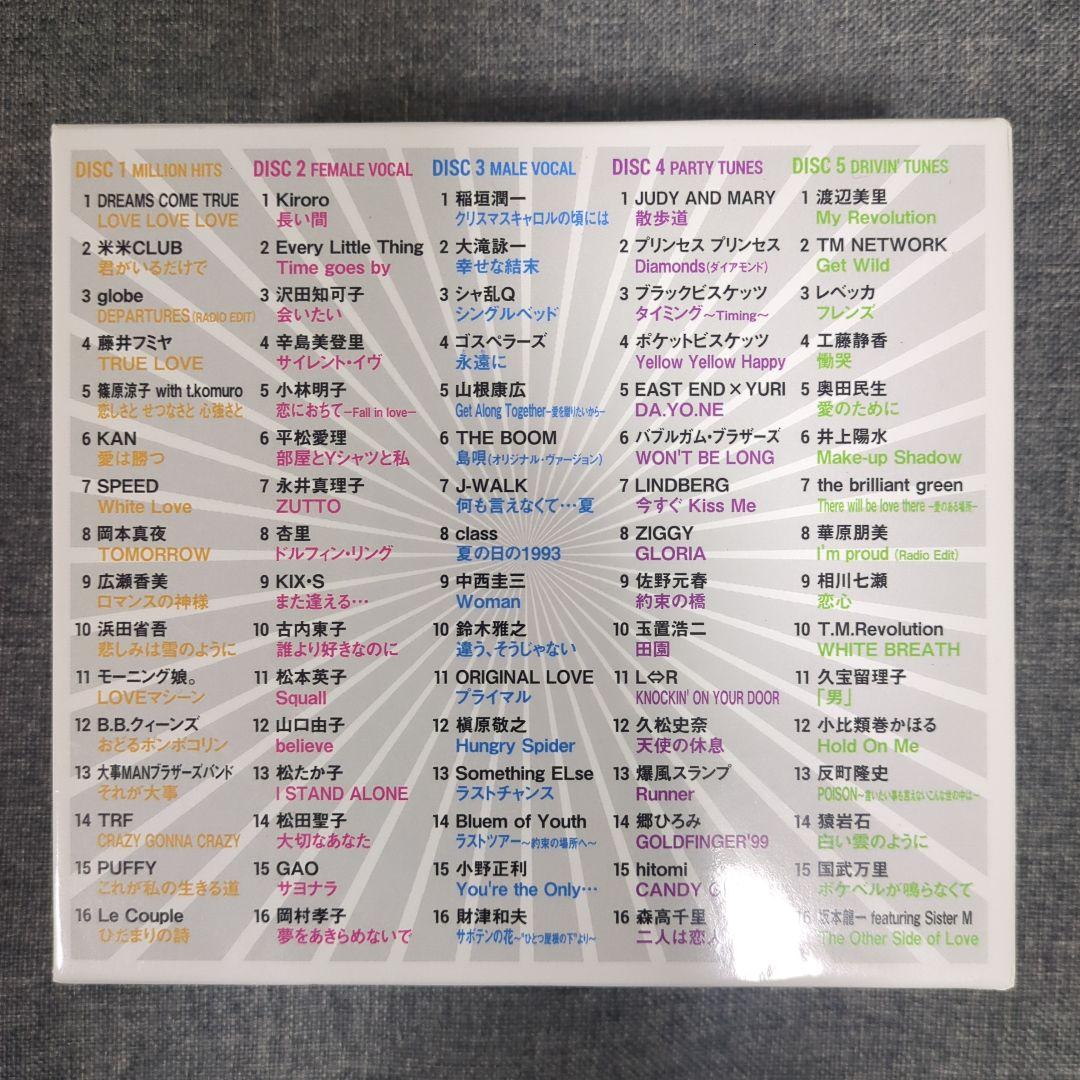 DISC 1 MILLION HITS
1 DREAMS COME TRUE
LOVE LOVE LOVE
2 米米CLUB
君がいるだけで
3 globe
DEPARTURES (RADIO EDIT)
4 藤井フミヤ
TRUE LOVE
5 篠原涼子 with t.komuro
恋しさと せつなさと 心強さと
6 KAN
愛は勝つ
7 SPEED
White Love
8 岡本真夜
TOMORROW
9 広瀬香美
ロマンスの神様
10 浜田省吾
悲しみは雪のように
11 モーニング娘。
LOVEマシーン
12 B.B.クィーンズ
おどるポンポコリン
13 大事MANブラザーズバンド
それが大事
14 TRF
CRAZY GONNA CRAZY
15 PUFFY
これが私の生きる道
16 Le Couple
ひだまりの詩
DISC 2 FEMALE VOCAL
1 Kiroro
長い間
2 Every Little Thing
Time goes by
3 沢田知可子
会いたい
4 辛島美登里
サイレント・イヴ
5 小林明子
恋におちて−Fall in love−
6 平松愛理
部屋とYシャツと私
7 永井真理子
ZUTTO
8 杏里
ドルフィン・リング
9 KIX・S
また逢える…
10 古内東子
誰より好きなのに
11 松本英子
Squall
12 山口由子
believe
13 松たか子
I STAND ALONE
14 松田聖子
大切なあなた
15 GAO
サヨナラ
16 岡村孝子
夢をあきらめないで
DISC 3 MALE VOCAL
1 稲垣潤一
クリスマスキャロルの頃には
2 大滝詠一
幸せな結末
3 シャ乱Q
シングルベッド
4 ゴスペラーズ
永遠に
5 山根康広
Get Along Together−愛を贈りたいから−
6 THE BOOM
島唄(オリジナル・ヴァージョン)
7 J-WALK
何も言えなくて…夏
8 class
夏の日の1993
9 中西圭三
Woman
10 鈴木雅之
違う、そうじゃない
11 ORIGINAL LOVE
プライマル
12 槇原敬之
Hungry Spider
13 Something ELse
ラストチャンス
14 Bluem of Youth
ラストツアー〜約束の場所へ〜
15 小野正利
You're the Only…
16 財津和夫
サボテンの花〜"ひとつ屋根の下"より〜
DISC 4 PARTY TUNES
1 JUDY AND MARY
散歩道
2 プリンセス プリンセス
Diamonds(ダイアモンド)
3 ブラックビスケッツ
タイミング〜Timing〜
4 ポケットビスケッツ
Yellow Yellow Happy
5 EAST END×YURI
DA.YO.NE
6 バブルガム・ブラザーズ
WON'T BE LONG
7 LINDBERG
今すぐ Kiss Me
8 ZIGGY
GLORIA
9 佐野元春
約束の橋
10 玉置浩二
田園
11 L⇔R
KNOCKIN' ON YOUR DOOR
12 久松史奈
天使の休息
13 爆風スランプ
Runner
14 郷ひろみ
GOLDFINGER'99
15 hitomi
CANDY
16 森高千里
二人は恋
DISC 5 DRIVIN' TUNES
1 渡辺美里
My Revolution
2 TM NETWORK
Get Wild
3 レベッカ
フレンズ
4 工藤静香
慟哭
5 奥田民生
愛のために
6 井上陽水
Make-up Shadow
7 the brilliant green
There will be love there −愛のある場所−
8 華原朋美
I'm proud (Radio Edit)
9 相川七瀬
恋心
10 T.M.Revolution
WHITE BREATH
11 久宝留理子
「男」
12 小比類巻かほる
Hold On Me
13 反町隆史
POISON〜言いたい事も言えないこんな世の中は〜
14 猿岩石
白い雲のように
15 国武万里
ポケベルが鳴らなくて
16 坂本龍一 featuring Sister M
The Other Side of Love